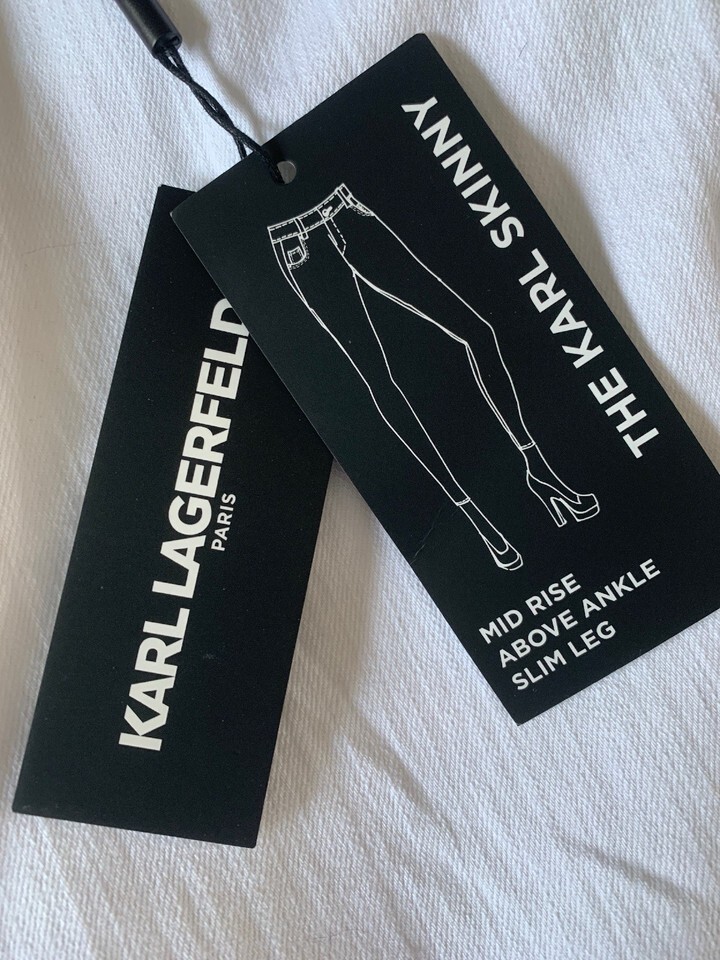 KARL LAGERFELD
PARIS
THE KARL SKINNY
MID RISE
ABOVE ANKLE
SLIM LEG